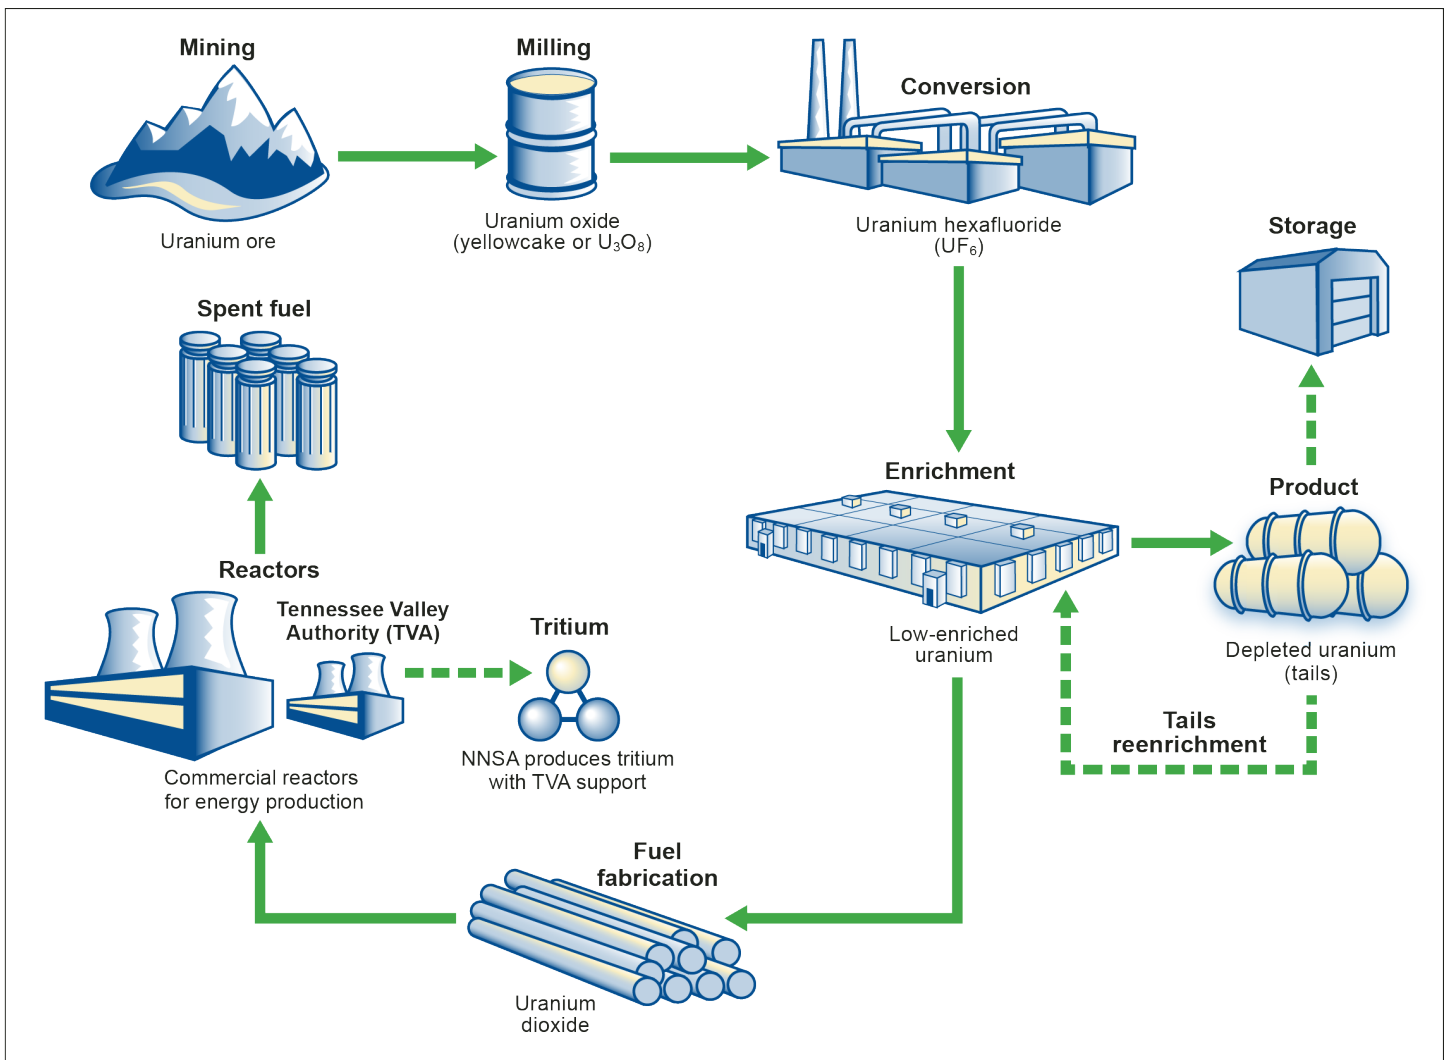 Mining
Uranium ore
Milling
Uranium oxide
(yellowcake or U₃O₈)
Conversion
Uranium hexafluoride
(UF₆)
Storage
Spent fuel
Enrichment
Low-enriched
uranium
Product
Depleted uranium
(tails)
Tails
reenrichment
Reactors
Tennessee Valley
Authority (TVA)
Commercial reactors
for energy production
Tritium
NNSA produces tritium
with TVA support
Fuel
fabrication
Uranium
dioxide